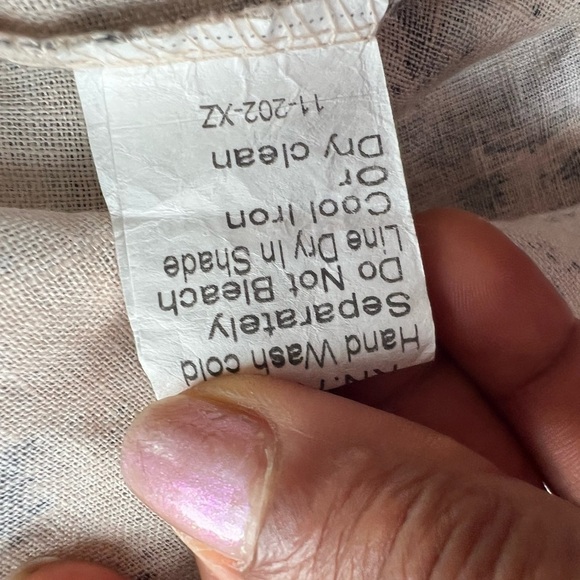 Hand Wash cold
Separately
Do Not Bleach
Line Dry In Shade
Cool Iron
Or
Dry clean
11-202-XZ